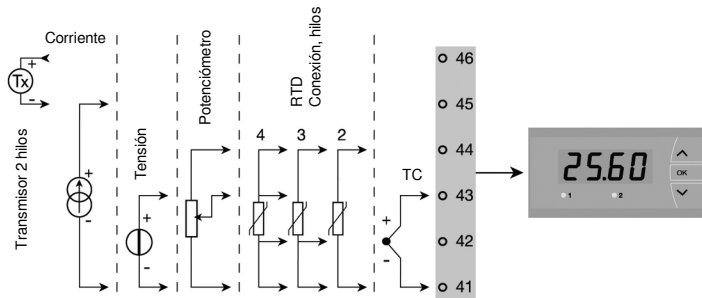 Corriente
+
Tx
-
Transmisor 2 hilos
+
-
Tensión
+
-
Potenciómetro
RTD
Conexión, hilos
4 3 2
TC
+
-
46
45
44
43
42
41
25.60
OK
1 2